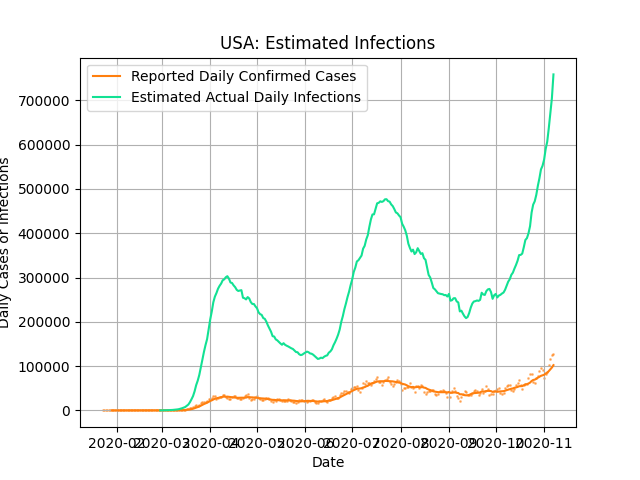 USA: Estimated Infections
Reported Daily Confirmed Cases
Estimated Actual Daily Infections
Daily Cases or Infections
700000
600000
500000
400000
300000
200000
100000
0
2020-02 2020-03 2020-04 2020-05 2020-06 2020-07 2020-08 2020-09 2020-10 2020-11
Date